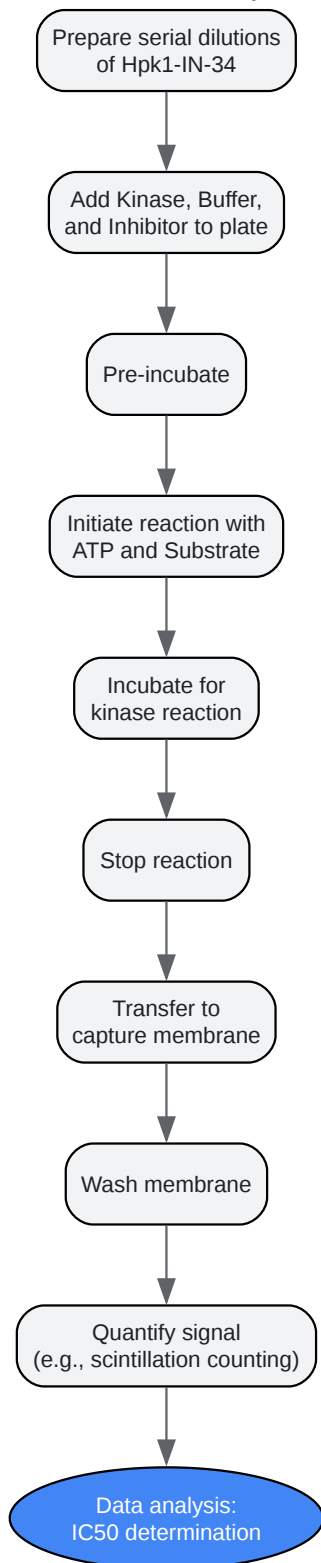 Prepare serial dilutions
of Hpk1-IN-34
Add Kinase, Buffer,
and Inhibitor to plate
Pre-incubate
Initiate reaction with
ATP and Substrate
Incubate for
kinase reaction
Stop reaction
Transfer to
capture membrane
Wash membrane
Quantify signal
(e.g., scintillation counting)
Data analysis:
IC50 determination